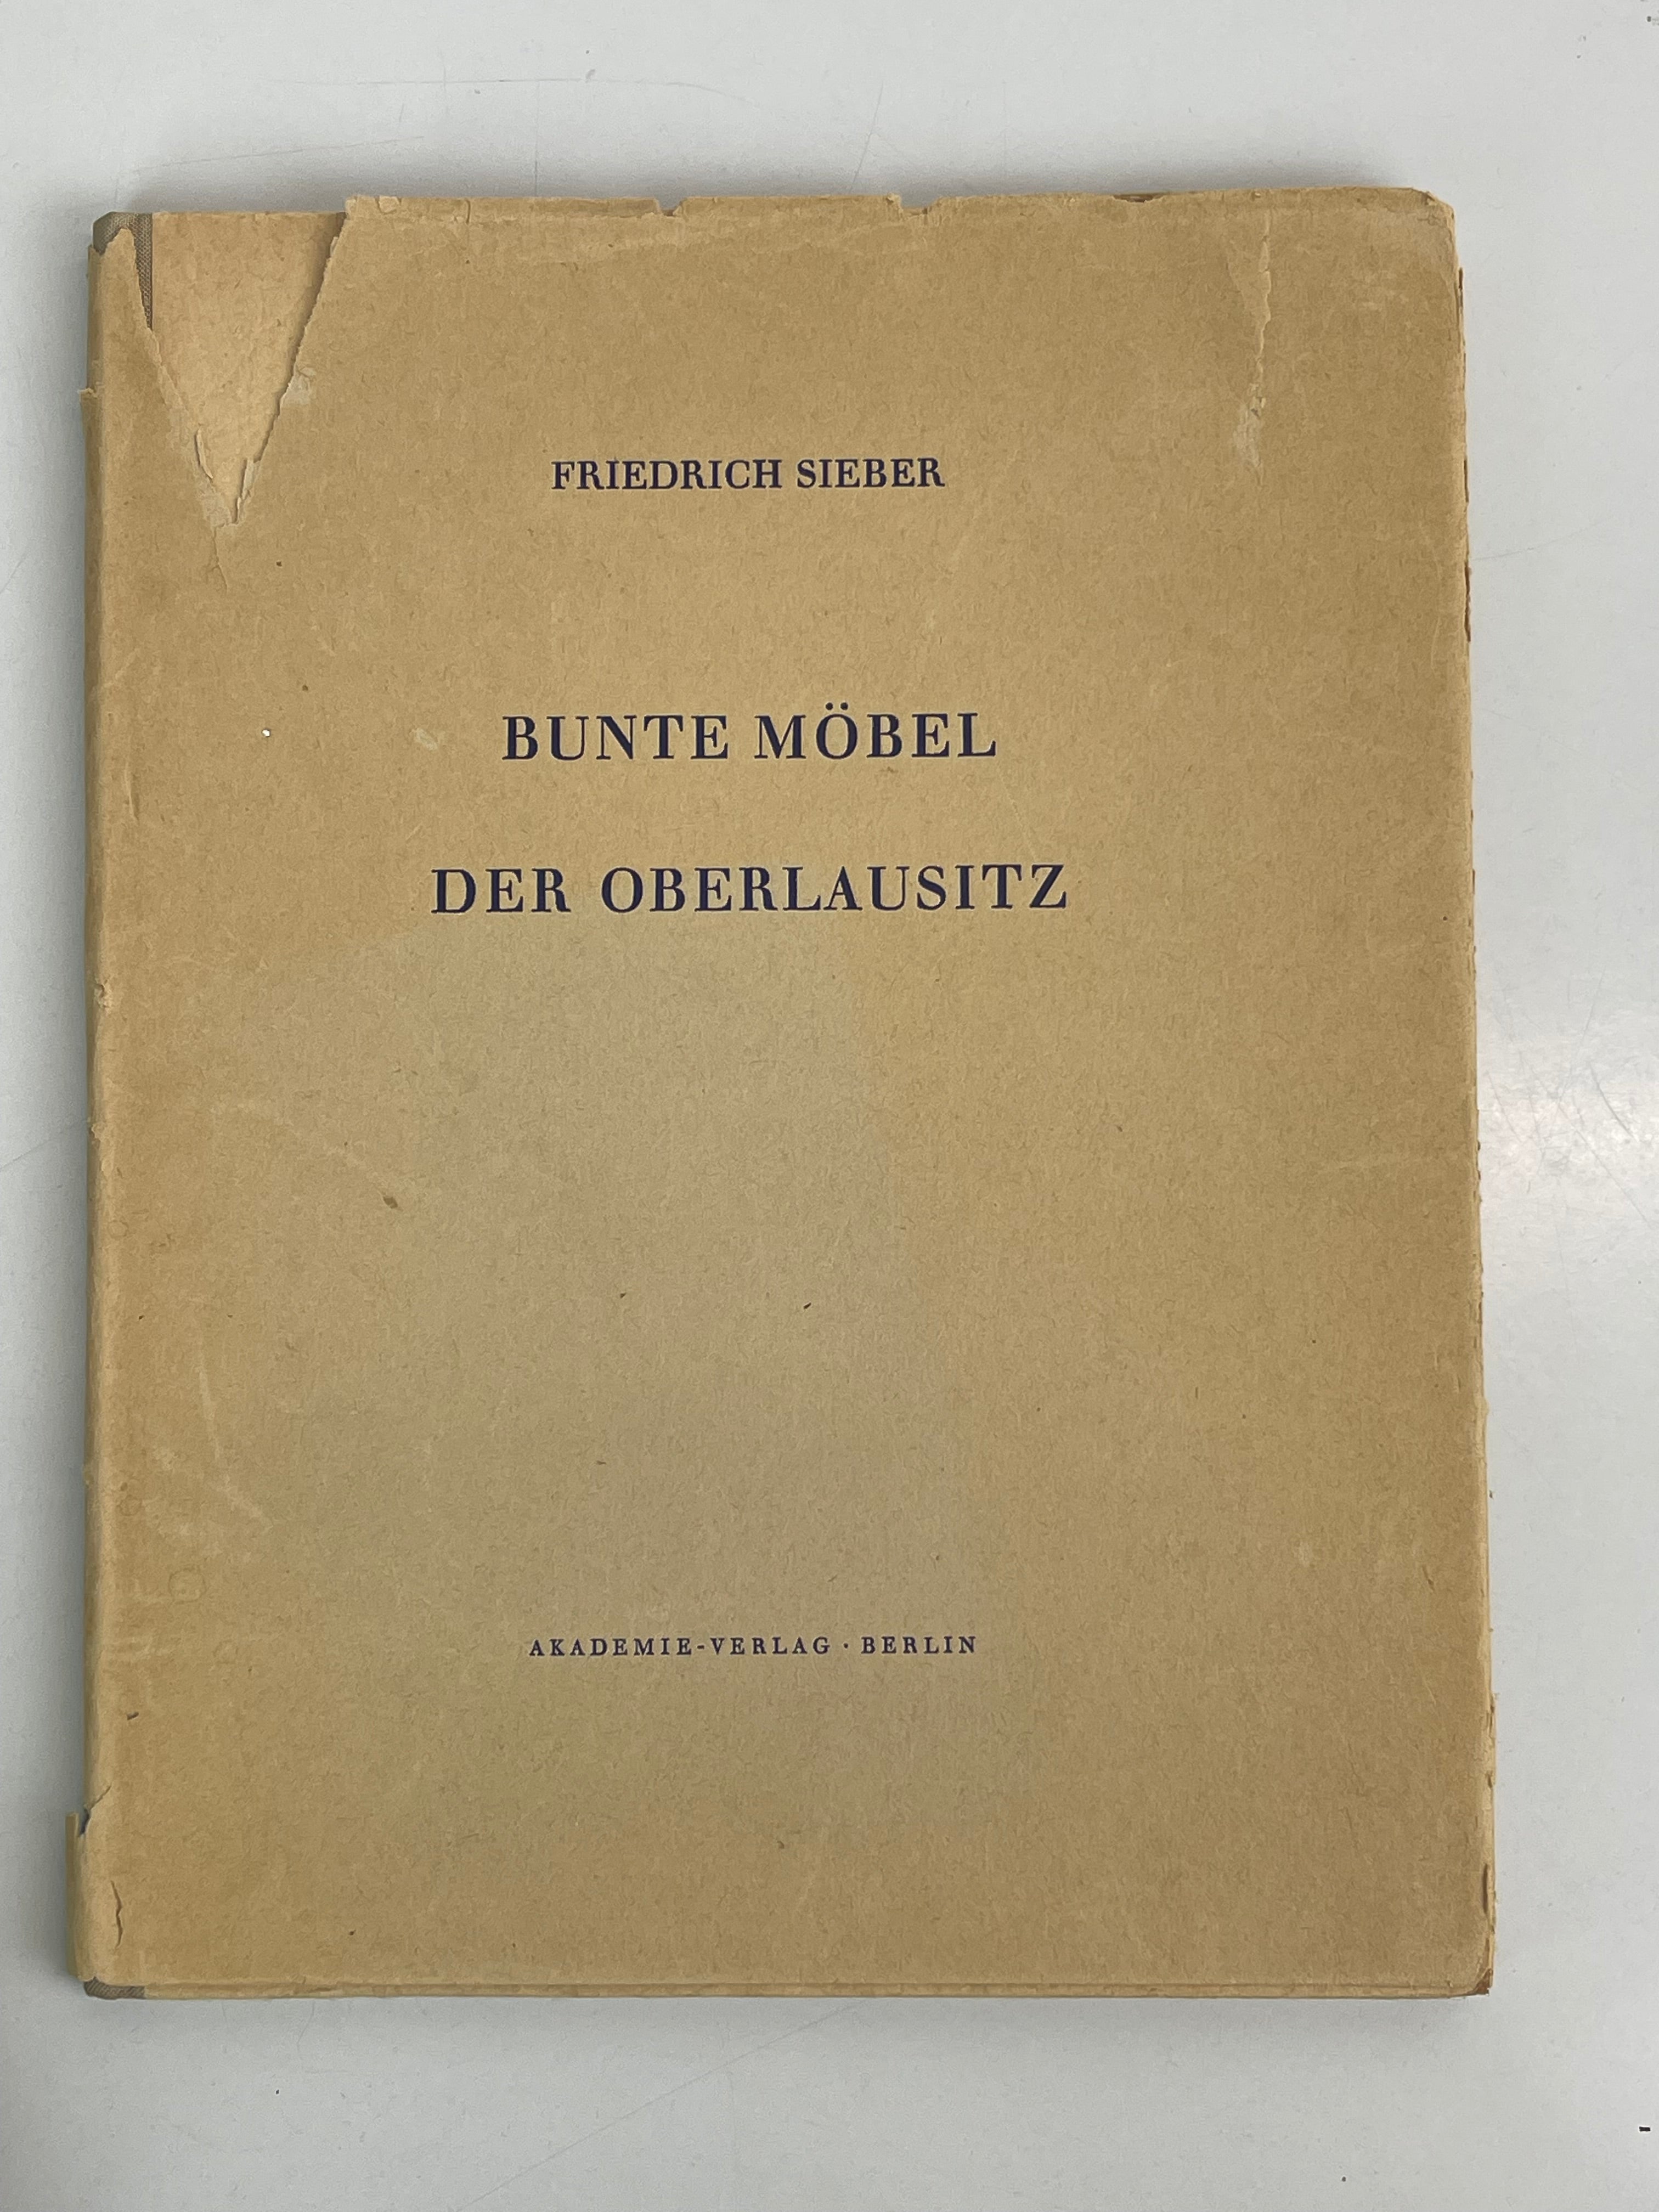 FRIEDRICH SIEBER
BUNTE MÖBEL
DER OBERLAUSITZ
AKADEMIE-VERLAG · BERLIN